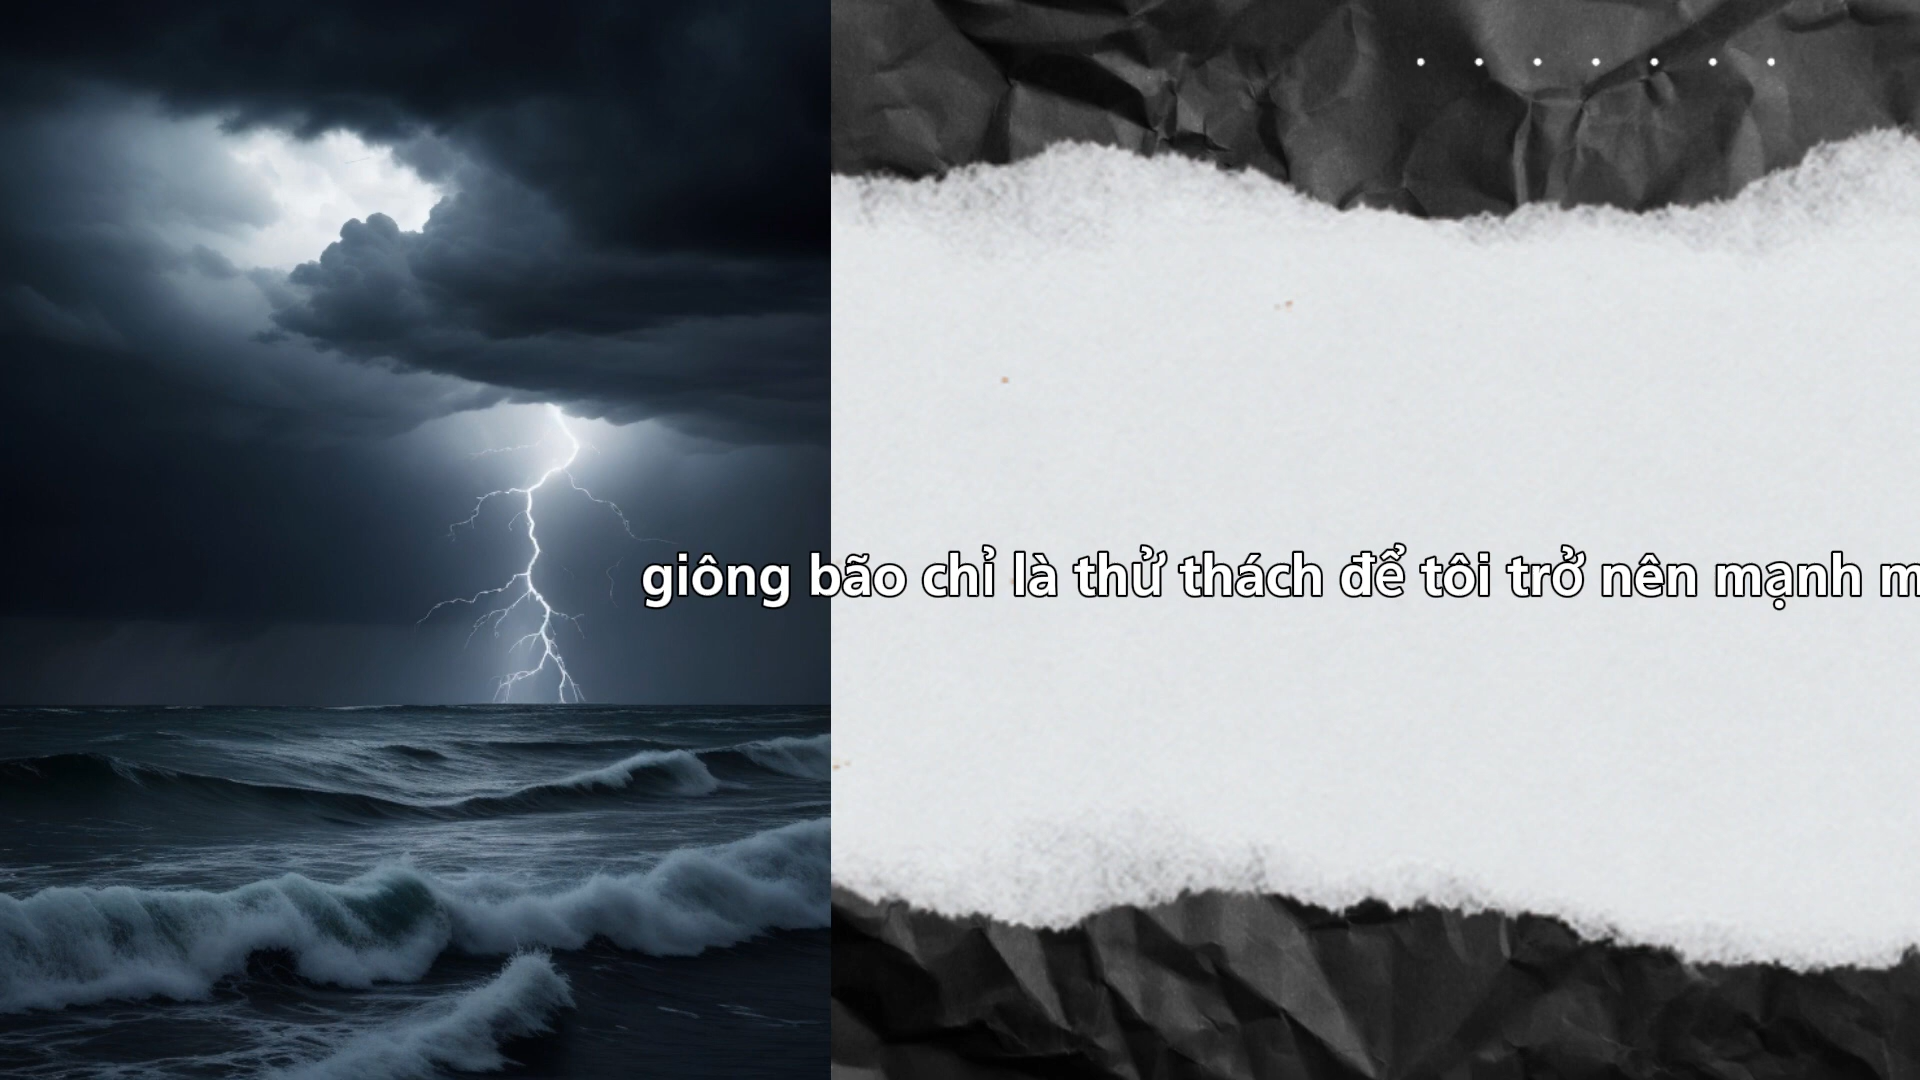 giông bão chỉ là thử thách để tôi trở nên mạnh